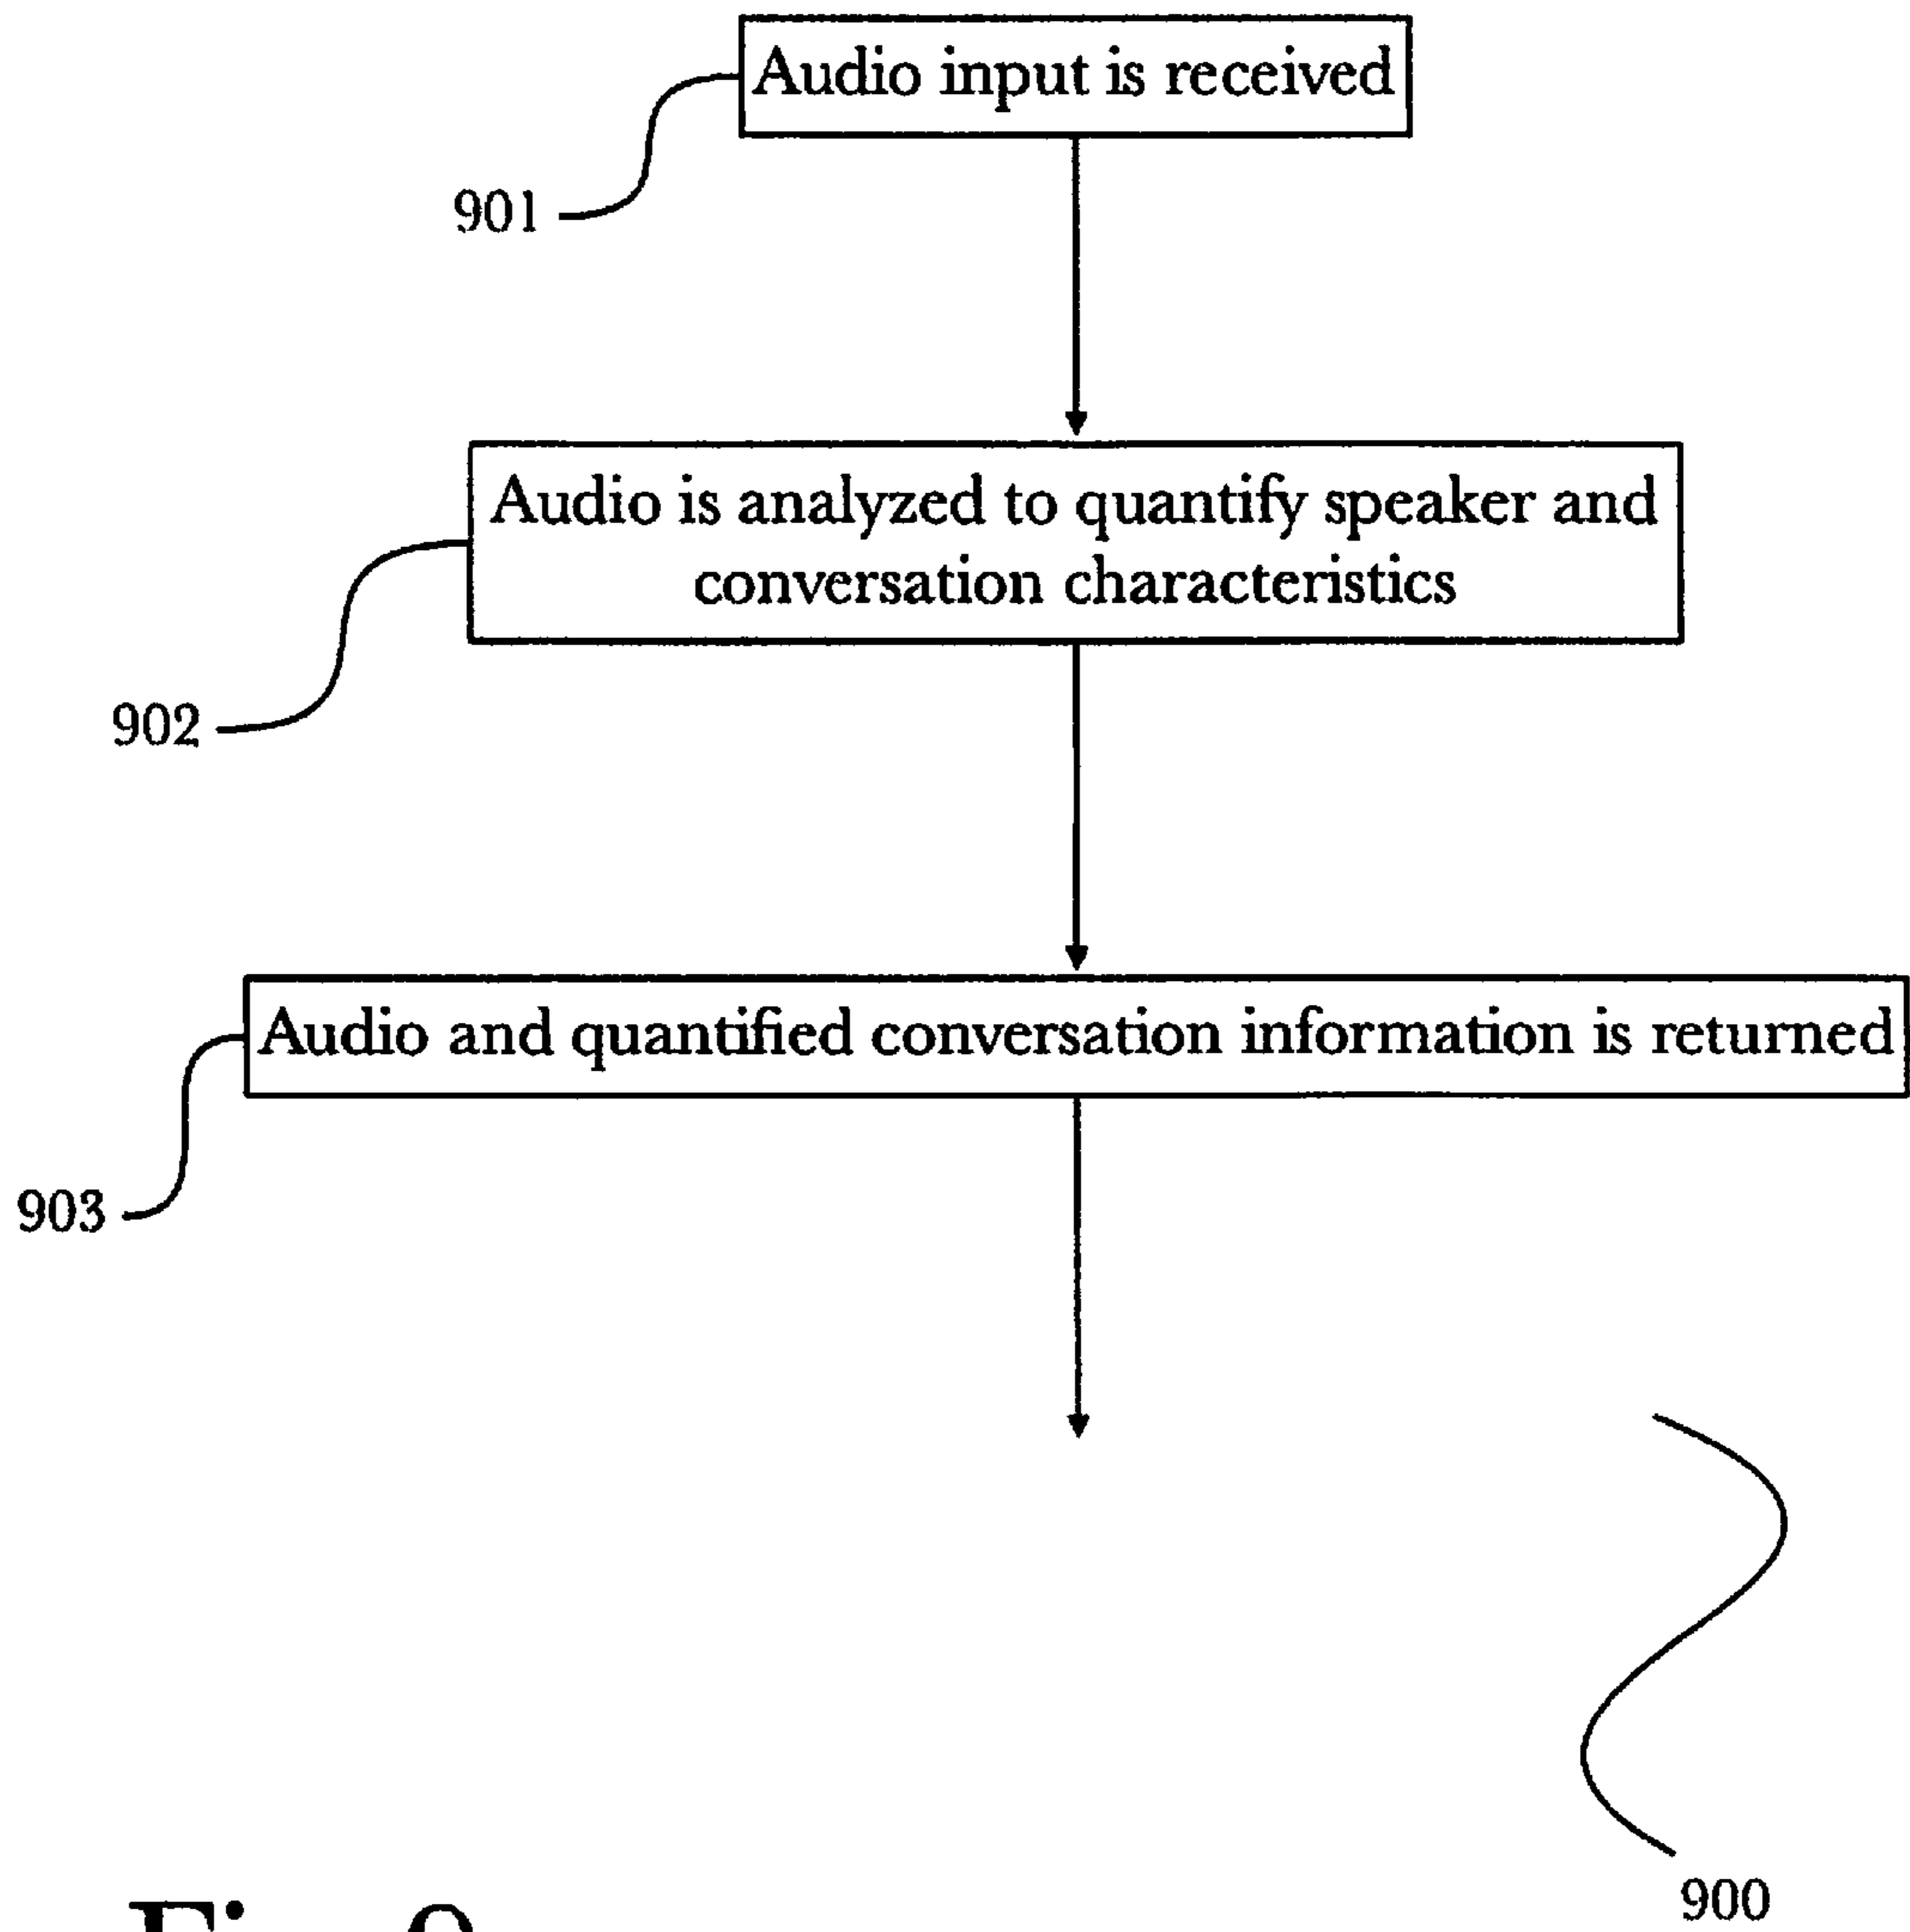 Audio input is received
901
Audio is analyzed to quantify speaker and
conversation characteristics
902
Audio and quantified conversation information is returned
903
900